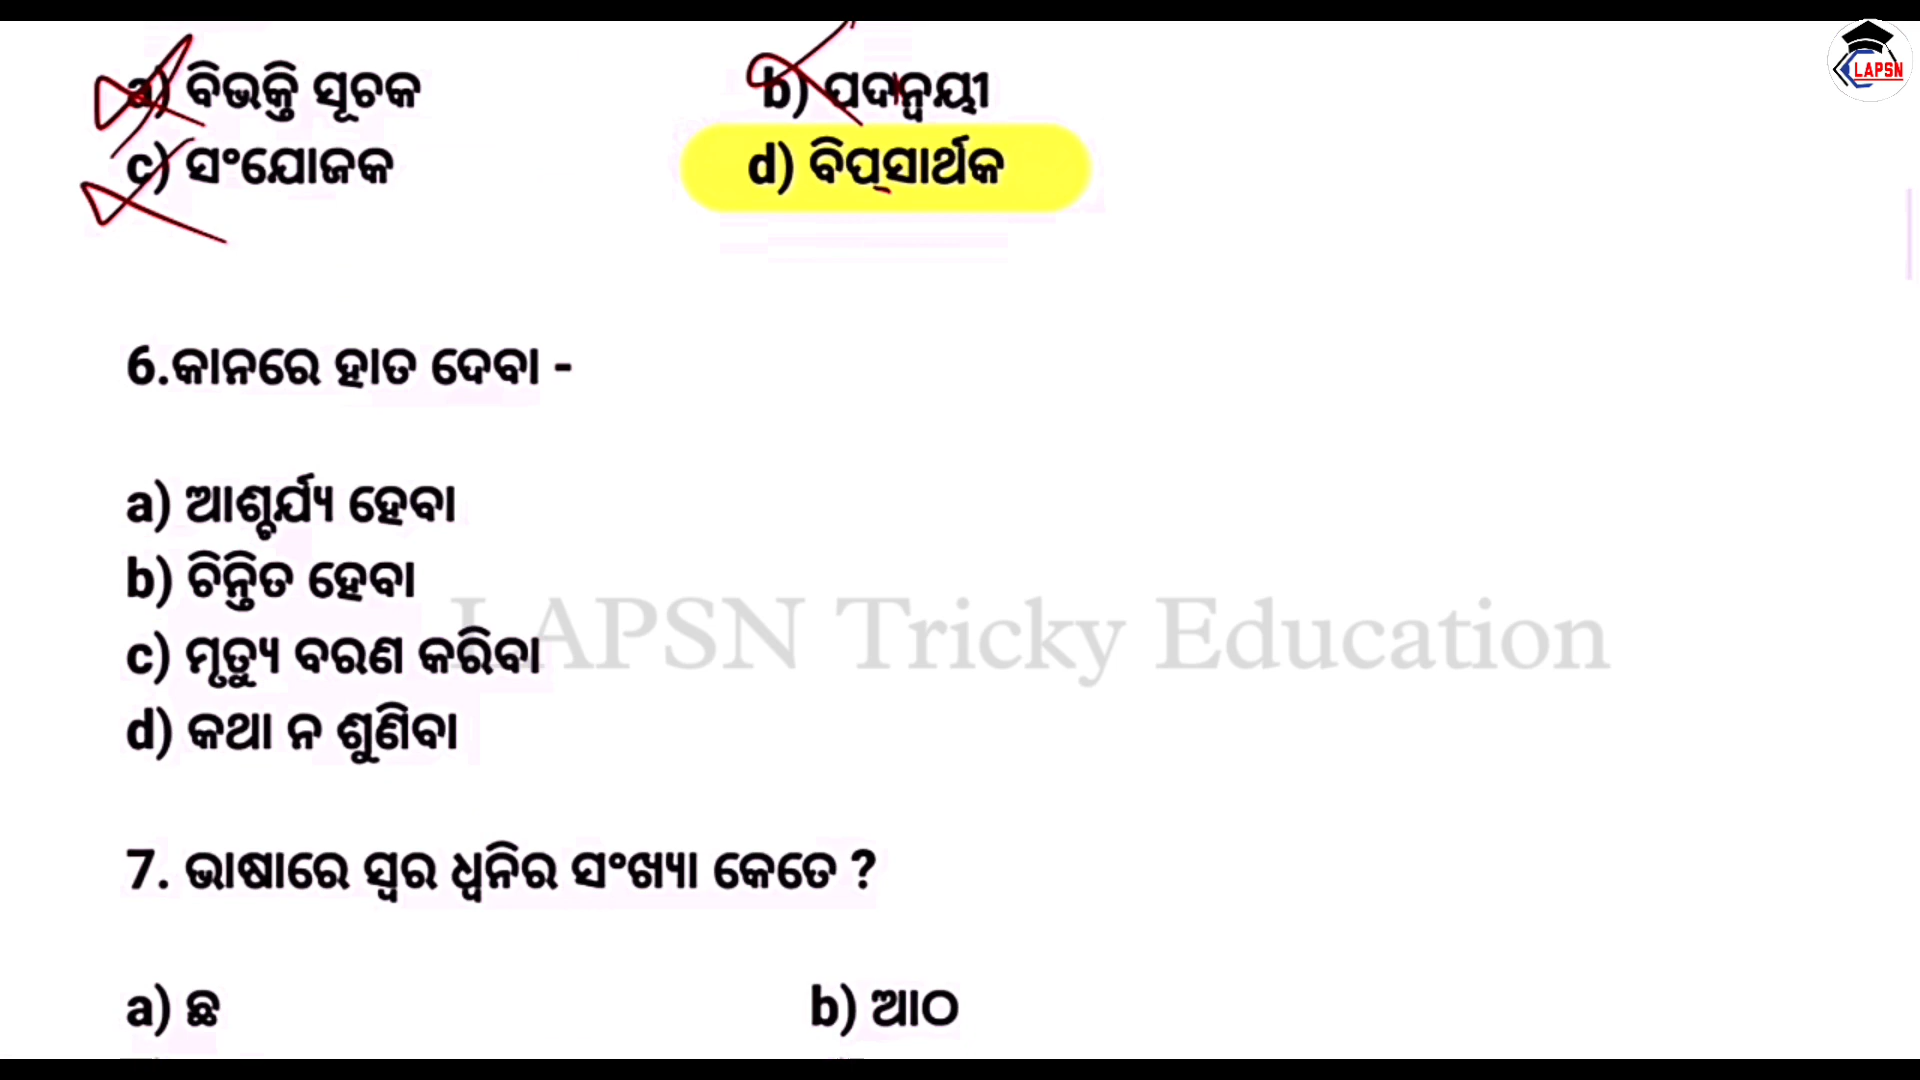 a) ବିଭକ୍ତି ସୂଚକ b) ପଦାନ୍ୱୟୀ
LAPSN
c) ସଂଯୋଜକ d) ବିପ୍ସାର୍ଥକ
6.କାନରେ ହାତ ଦେବା -
a) ଆଶ୍ଚର୍ଯ୍ୟ ହେବା
b) ଚିନ୍ତିତ ହେବା
LAPSN Tricky Education
c) ମୃତ୍ୟୁ ବରଣ କରିବା
d) କଥା ନ ଶୁଣିବା
7. ଭାଷାରେ ସ୍ୱର ଧ୍ୱନିର ସଂଖ୍ୟା କେତେ ?
a) ଛ b) ଆଠ